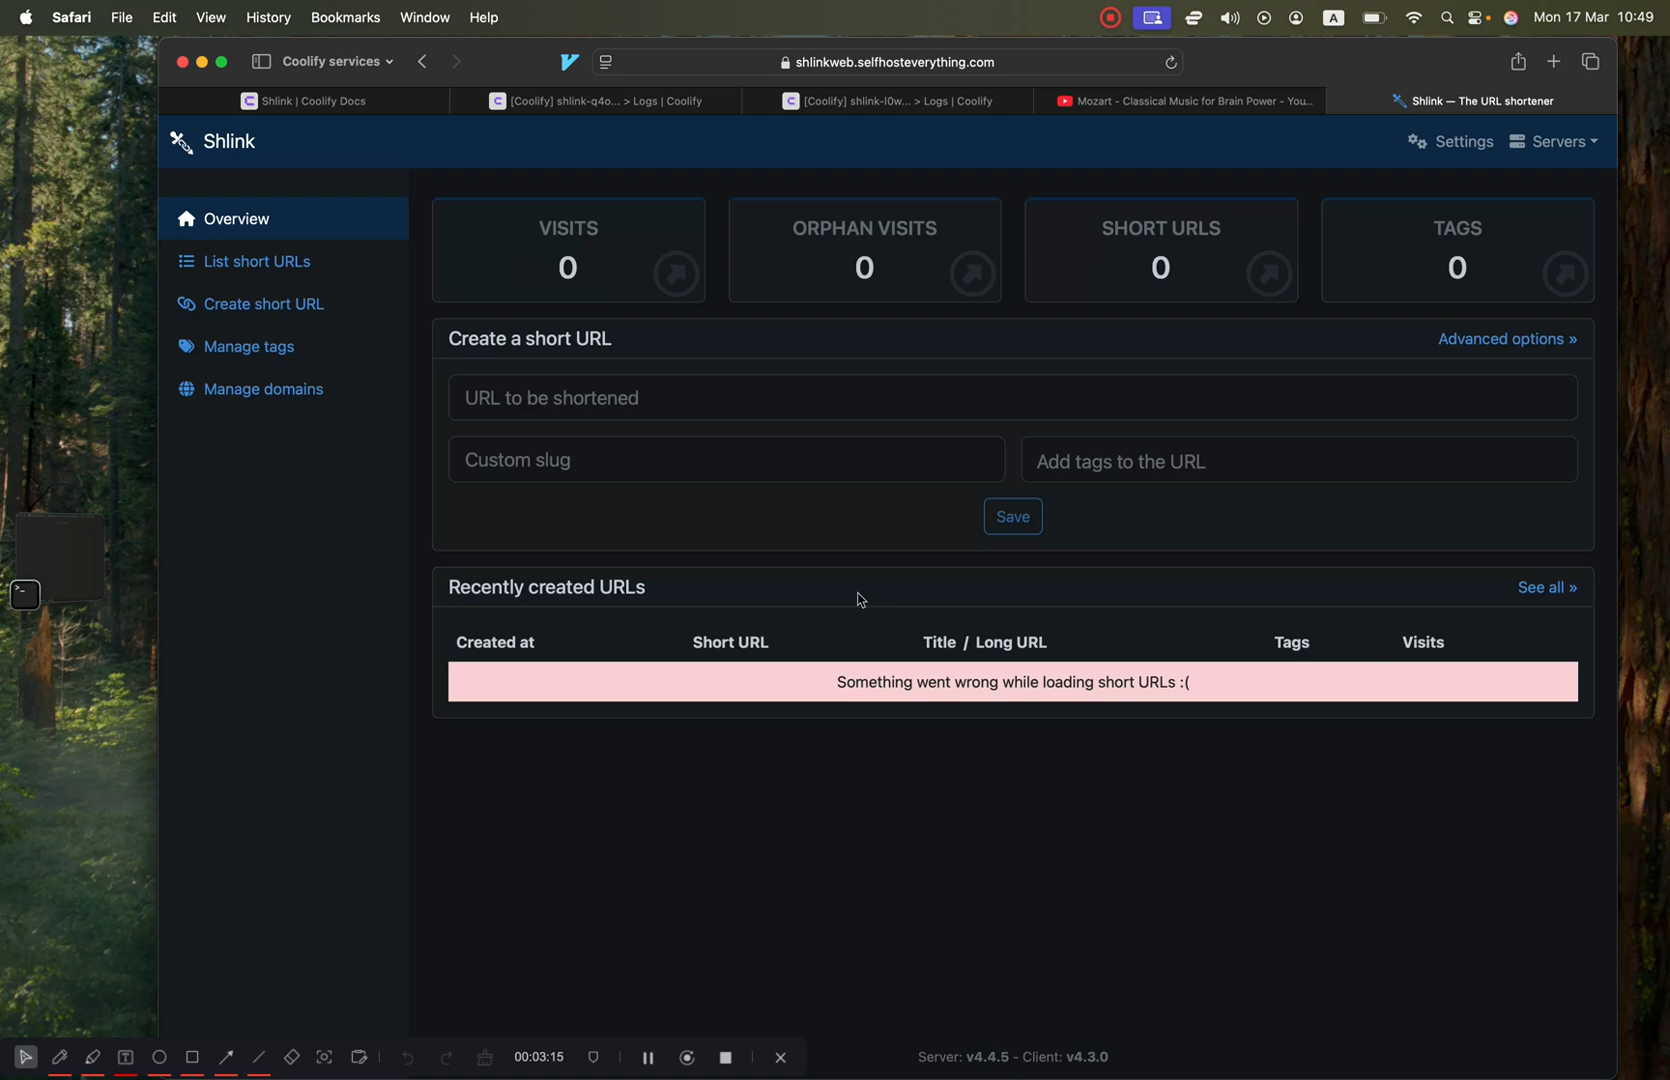 Safari File Edit View History Bookmarks Window Help A Mon 17 Mar 10:49
Coolify services shlinkweb.selfhosteverything.com
Shlink | Coolify Docs [Coolify] shlink-q4o... > Logs | Coolify [Coolify] shlink-l0w... > Logs | Coolify Mozart - Classical Music for Brain Power - You... Shlink — The URL shortener
Shlink Settings Servers
Overview
List short URLs
Create short URL
Manage tags
Manage domains
VISITS ORPHAN VISITS SHORT URLS TAGS
0 0 0 0
Create a short URL Advanced options »
URL to be shortened
Custom slug Add tags to the URL
Save
Recently created URLs See all »
Created at Short URL Title / Long URL Tags Visits
Something went wrong while loading short URLs :(
T 00:03:15 Server: v4.4.5 - Client: v4.3.0